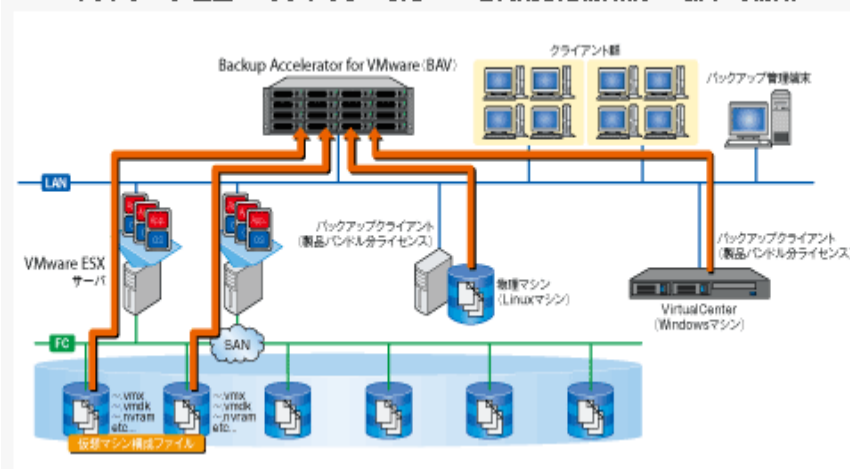 Backup Accelerator for VMware(BAV)
クライアント群
バックアップ管理端末
LAN
VMware ESX
サーバ
バックアップクライアント
(製品バンドル分ライセンス)
物理マシン
(Linuxマシン)
バックアップクライアント
(製品バンドル分ライセンス)
VirtualCenter
(Windowsマシン)
FC
SAN
~.vmx
~.vmdk
~.nvram
etc...
~.vmx
~.vmdk
~.nvram
etc...
仮想マシン構成ファイル